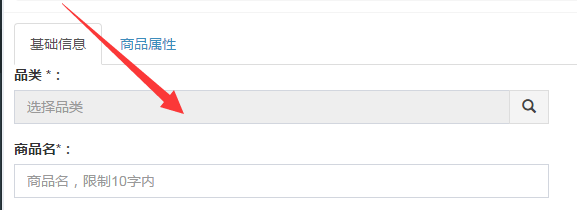 基础信息 商品属性
品类 *：
选择品类
商品名*：
商品名，限制10字内